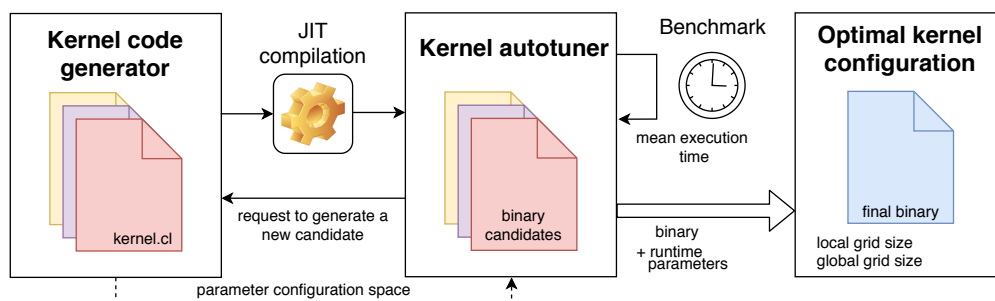 Kernel code
generator
kernel.cl
JIT
compilation
request to generate a
new candidate
parameter configuration space
Kernel autotuner
binary
candidates
Benchmark
mean execution
time
binary
+ runtime
parameters
Optimal kernel
configuration
final binary
local grid size
global grid size